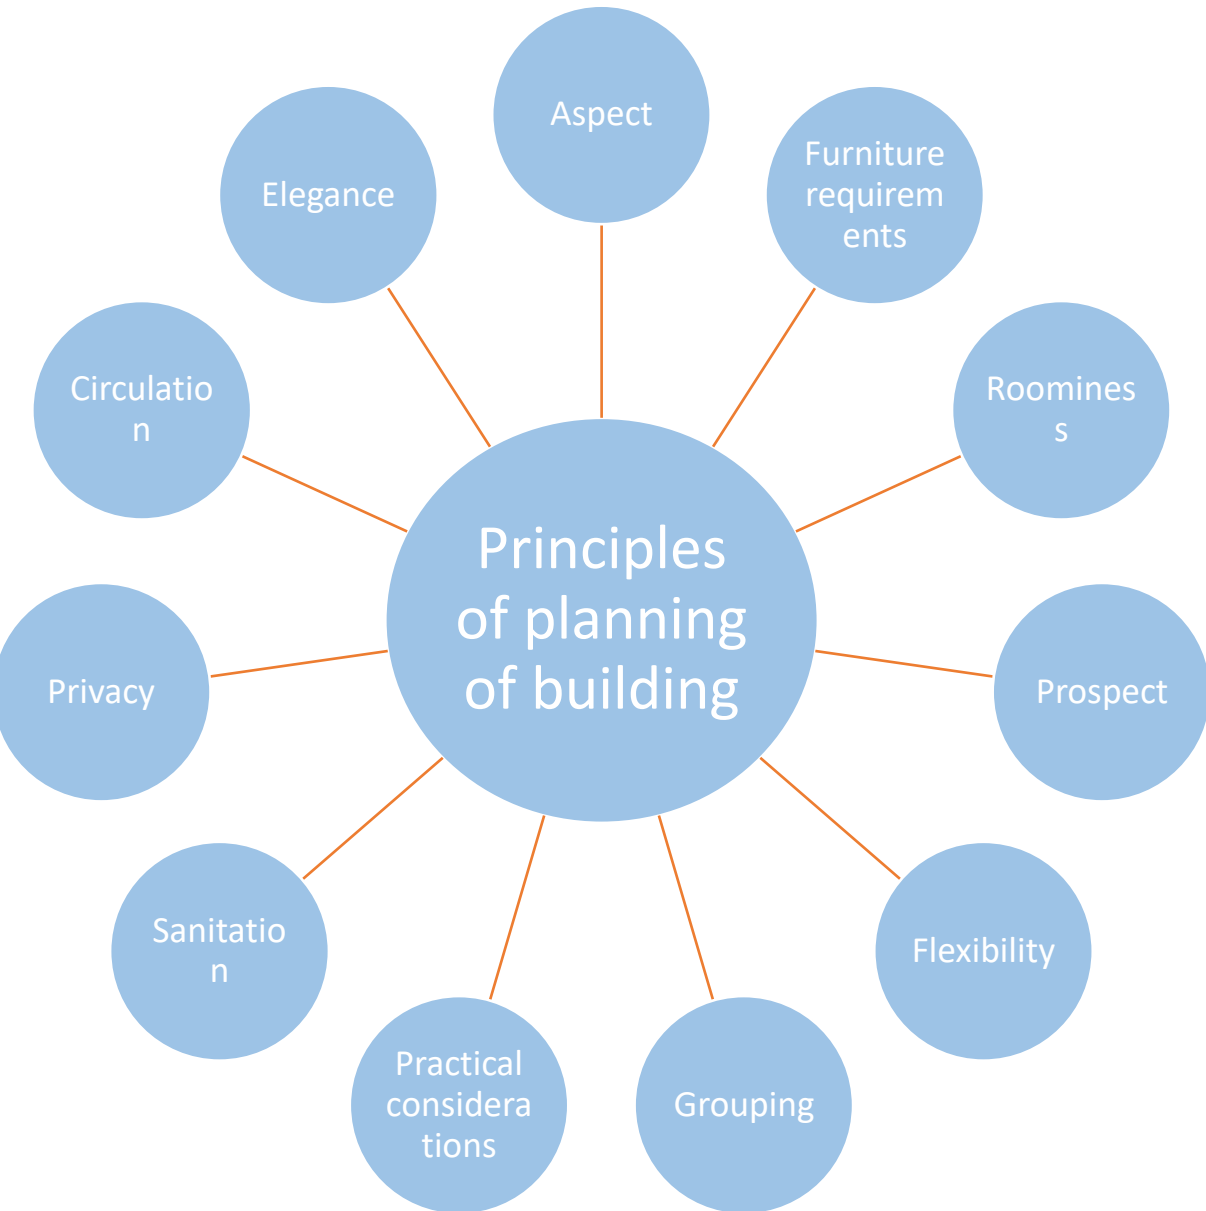 Aspect
Furniture
requirem
ents
Roomines
s
Prospect
Flexibility
Grouping
Practical
considera
tions
Sanitatio
n
Privacy
Circulatio
n
Elegance
Principles
of planning
of building